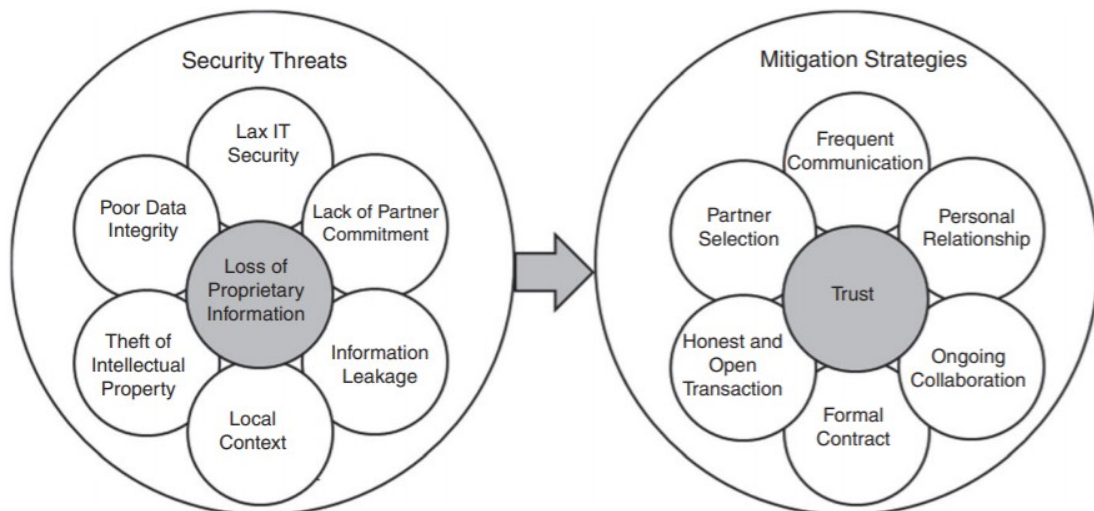 Security Threats
Lax IT
Security
Poor Data
Integrity
Lack of Partner
Commitment
Loss of
Proprietary
Information
Theft of
Intellectual
Property
Information
Leakage
Local
Context
Mitigation Strategies
Frequent
Communication
Partner
Selection
Personal
Relationship
Trust
Honest and
Open
Transaction
Ongoing
Collaboration
Formal
Contract